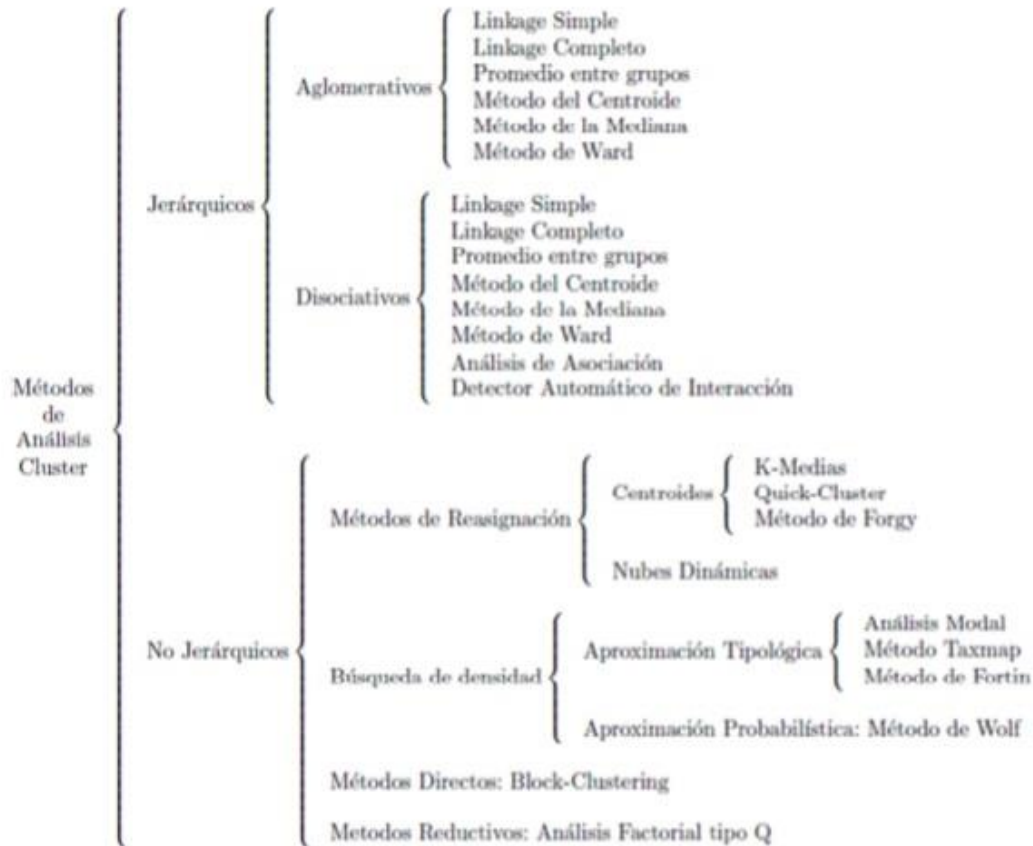 Métodos
de
Análisis
Cluster
Jerárquicos
Aglomerativos
Linkage Simple
Linkage Completo
Promedio entre grupos
Método del Centroide
Método de la Mediana
Método de Ward
Disociativos
Linkage Simple
Linkage Completo
Promedio entre grupos
Método del Centroide
Método de la Mediana
Método de Ward
Análisis de Asociación
Detector Automático de Interacción
No Jerárquicos
Métodos de Reasignación
Centroides
K-Medias
Quick-Cluster
Método de Forgy
Nubes Dinámicas
Búsqueda de densidad
Aproximación Tipológica
Análisis Modal
Método Taxmap
Método de Fortin
Aproximación Probabilística: Método de Wolf
Métodos Directos: Block-Clustering
Metodos Reductivos: Análisis Factorial tipo Q